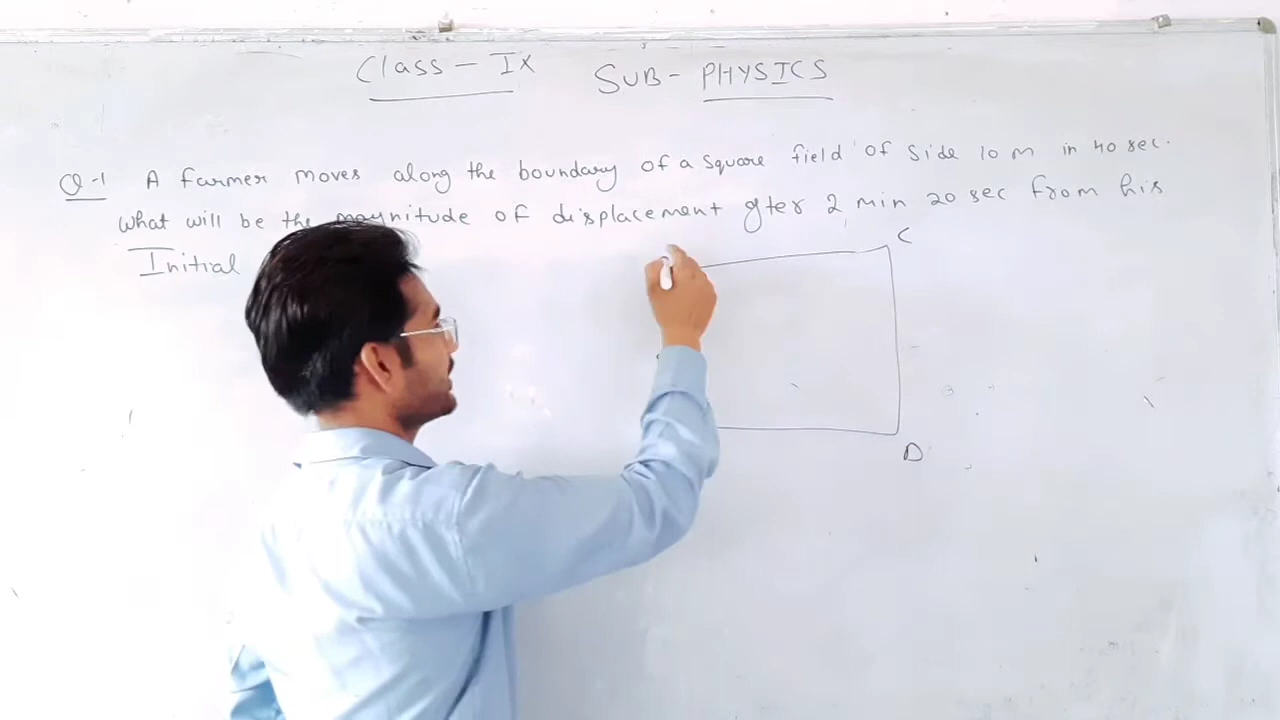 Class - IX
SUB - PHYSICS
Q-1 A farmer moves along the boundary of a square field of side 10 m in 40 sec.
what will be the magnitude of displacement after 2 min 20 sec from his
Initial
C
D